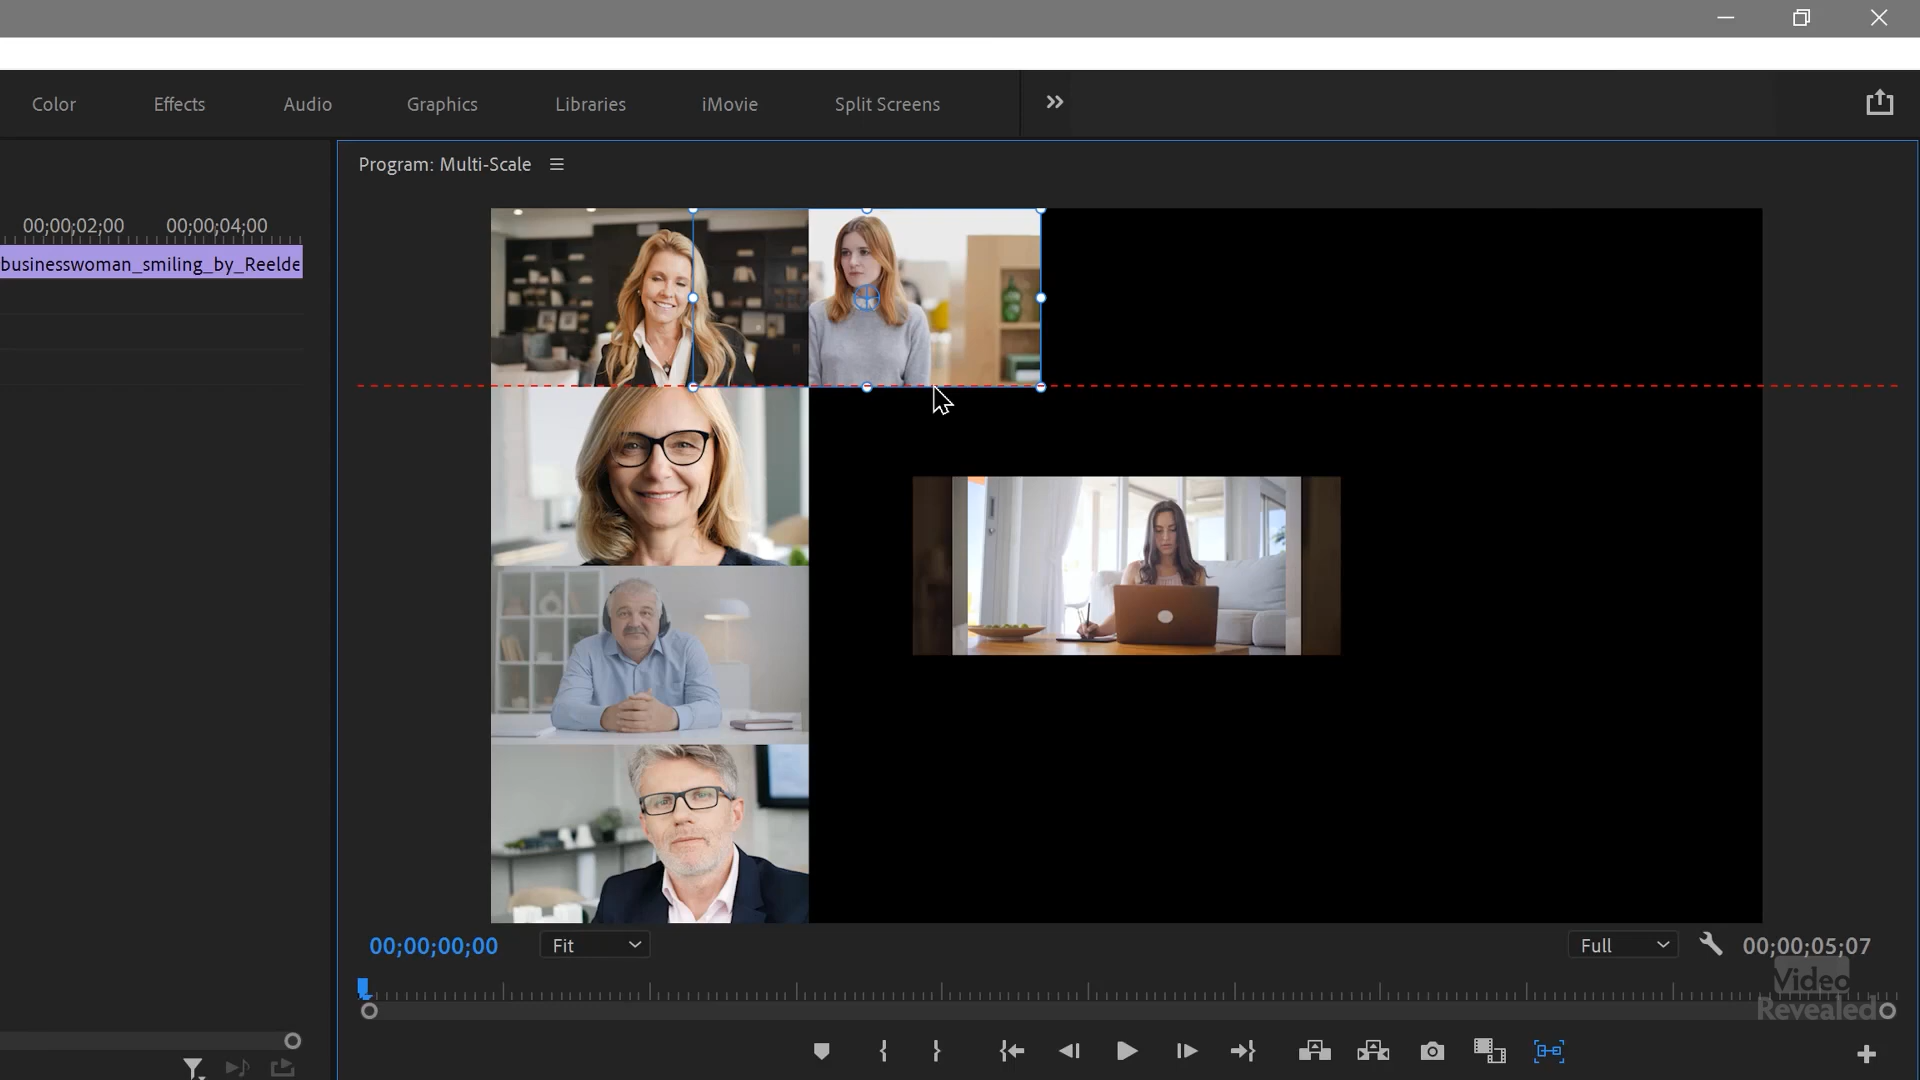 Color Effects Audio Graphics Libraries iMovie Split Screens
Program: Multi-Scale
00;00;02;00 00;00;04;00
businesswoman_smiling_by_Reelde
00;00;00;00 Fit Full 00;00;05;07
Video
Revealed